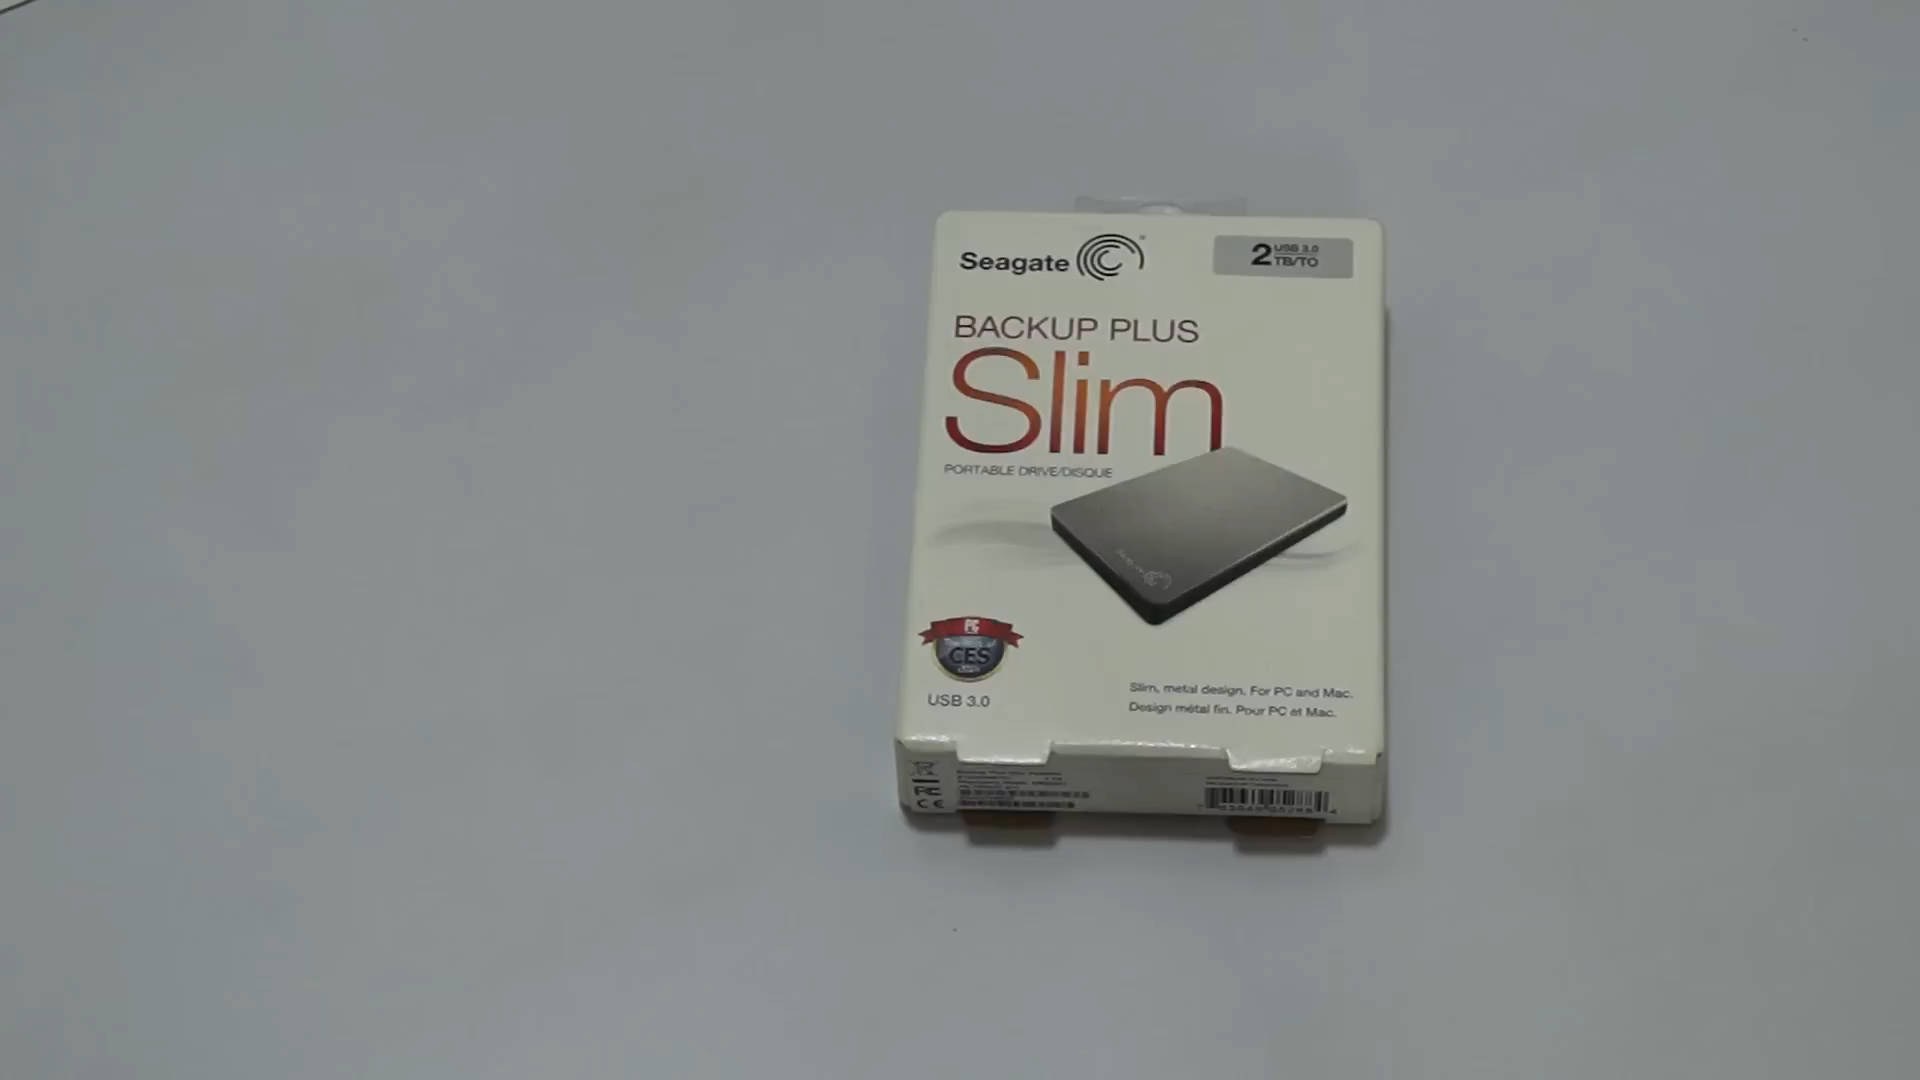 Seagate
2 USB 3.0 TB/TO
BACKUP PLUS
Slim
PORTABLE DRIVE/DISQUE
PC
CES
USB 3.0
Slim, metal design. For PC and Mac.
Design métal fin. Pour PC et Mac.